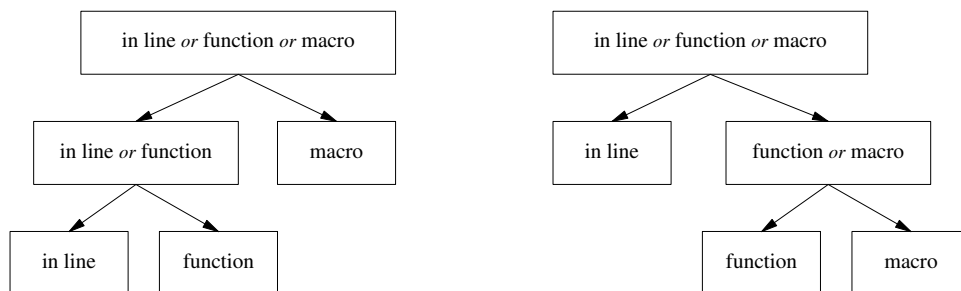 in line or function or macro
in line or function
macro
in line
function
in line or function or macro
in line
function or macro
function
macro